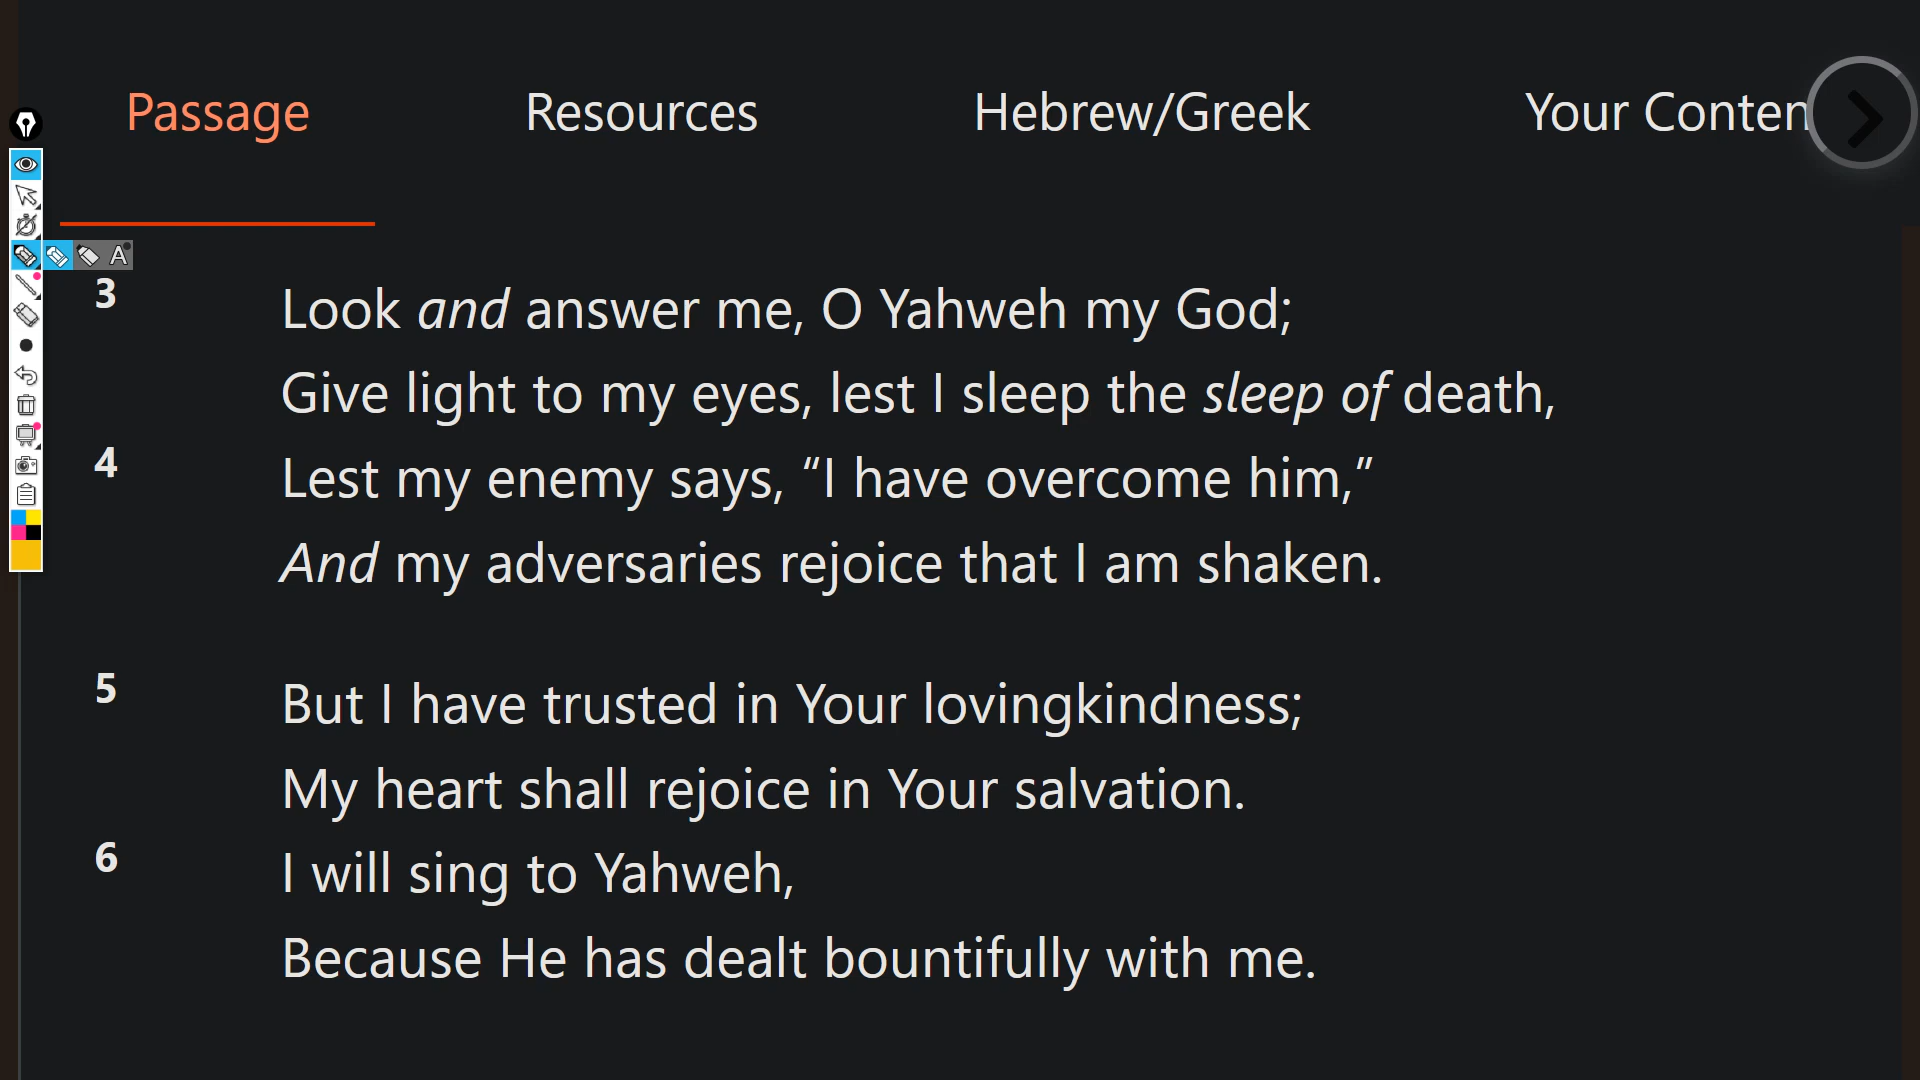 Passage Resources Hebrew/Greek Your Conten
A
3 Look and answer me, O Yahweh my God;
Give light to my eyes, lest I sleep the sleep of death,
4 Lest my enemy says, “I have overcome him,”
And my adversaries rejoice that I am shaken.
5 But I have trusted in Your lovingkindness;
My heart shall rejoice in Your salvation.
6 I will sing to Yahweh,
Because He has dealt bountifully with me.